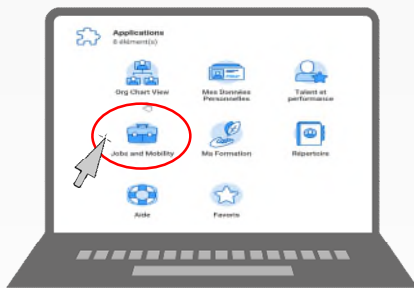 Applications
8 élément(s)
Org Chart View
Mes Données
Personnelles
Talent et
performance
Jobs and Mobility
Ma Formation
Répertoire
Aide
Favoris